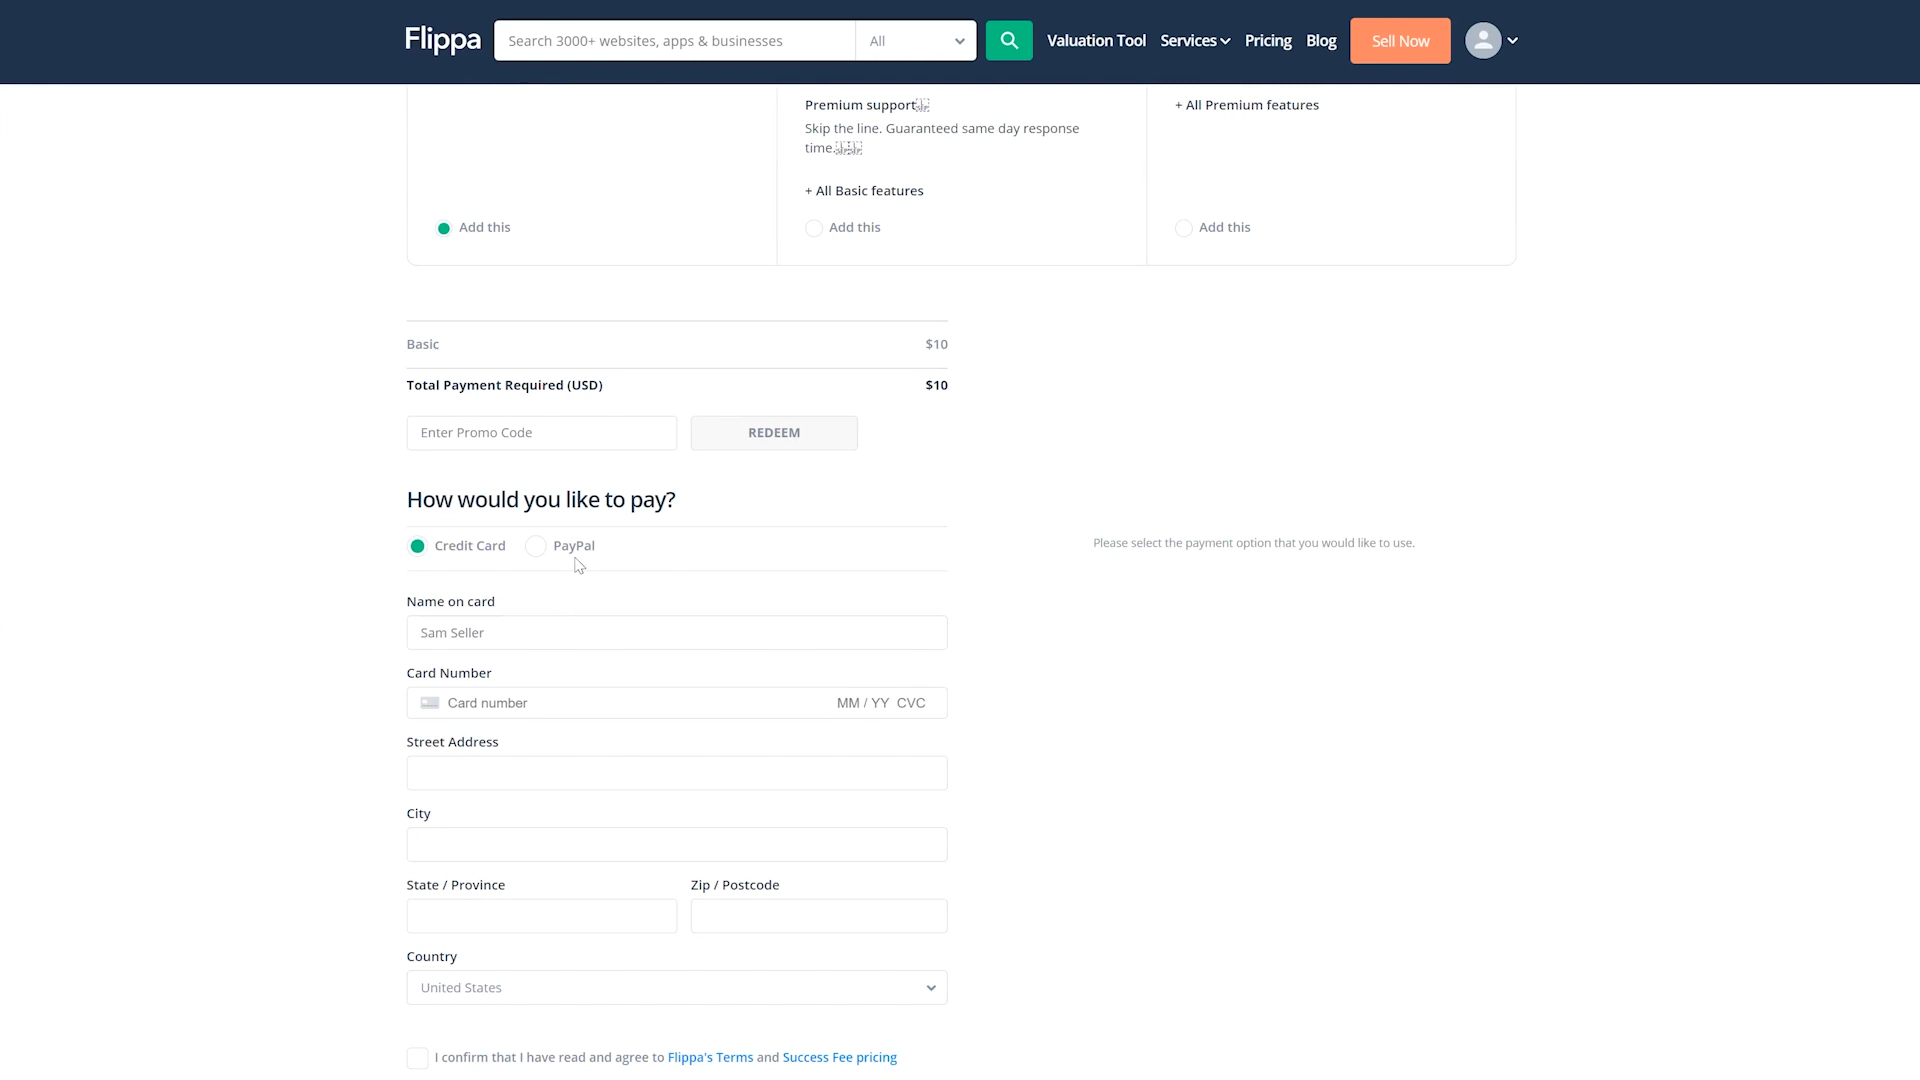 Flippa
Search 3000+ websites, apps & businesses
All
Valuation Tool
Services
Pricing
Blog
Sell Now
Premium support
Skip the line. Guaranteed same day response
time.
+ All Basic features
+ All Premium features
Add this
Add this
Add this
Basic $10
Total Payment Required (USD) $10
Enter Promo Code
REDEEM
How would you like to pay?
Credit Card
PayPal
Please select the payment option that you would like to use.
Name on card
Sam Seller
Card Number
Card number MM / YY CVC
Street Address
City
State / Province
Zip / Postcode
Country
United States
I confirm that I have read and agree to Flippa's Terms and Success Fee pricing